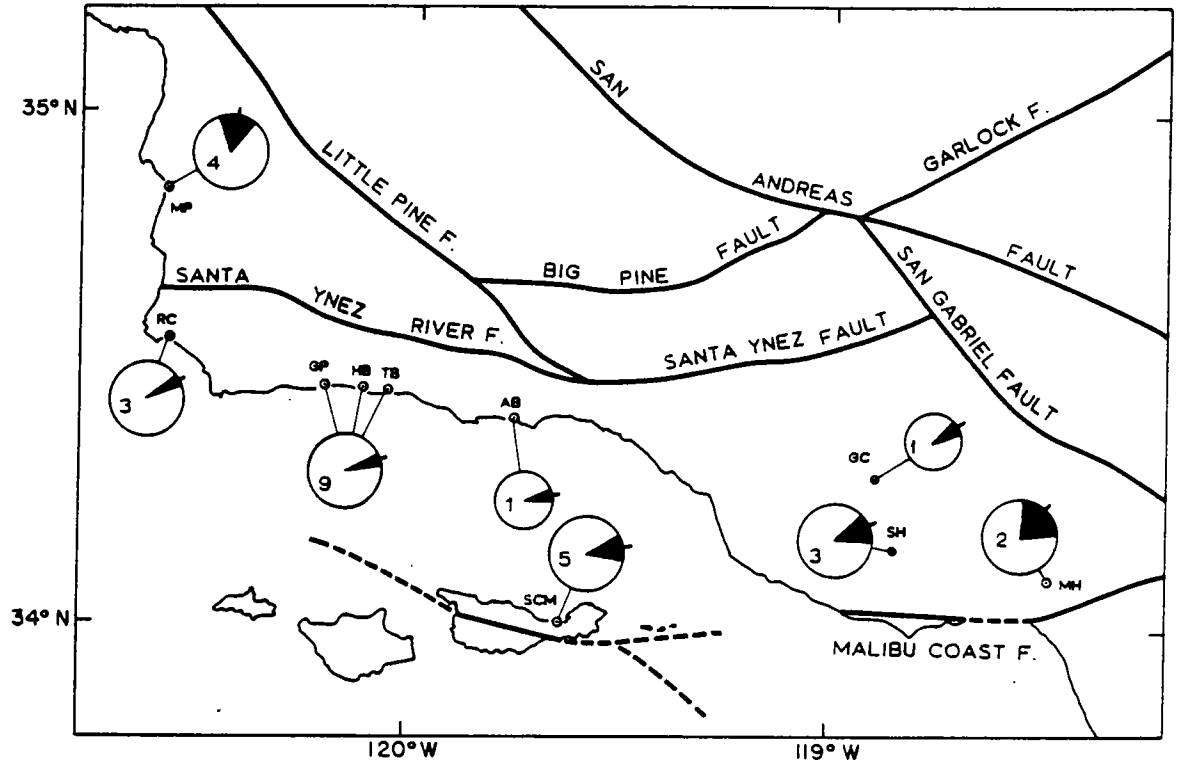 SAN
35°N
GARLOCK F.
4
LITTLE PINE F.
ANDREAS
MP
FAULT
BIG PINE FAULT
SANTA YNEZ RIVER F.
SAN GABRIEL FAULT
RC
SANTA YNEZ FAULT
GP
HB
TB
3
AB
1
GC
9
1
5
3
SH
2
MH
SCM
34°N
MALIBU COAST F.
120°W
119°W